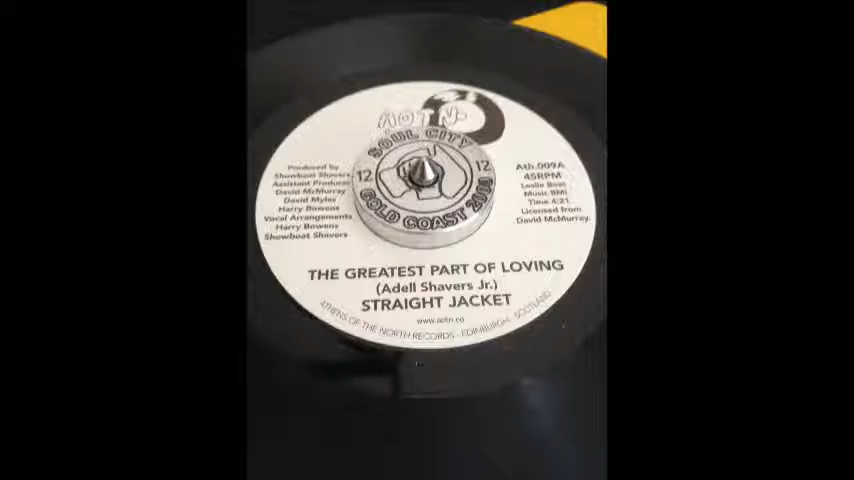 AOTN
SOUL CITY
12
12
GOLD COAST 2000
Produced by
Showboat Shavers
Assistant Producer
David McMurray
David Myles
Harry Bowens
Vocal Arrangements
Harry Bowens
Showboat Shavers
Ath.009A
45RPM
Leslie Boat
Music BMI
Time 4:21
Licensed from
David McMurray
THE GREATEST PART OF LOVING
(Adell Shavers Jr.)
STRAIGHT JACKET
www.aotn.co
ATHENS OF THE NORTH RECORDS - EDINBURGH - SCOTLAND